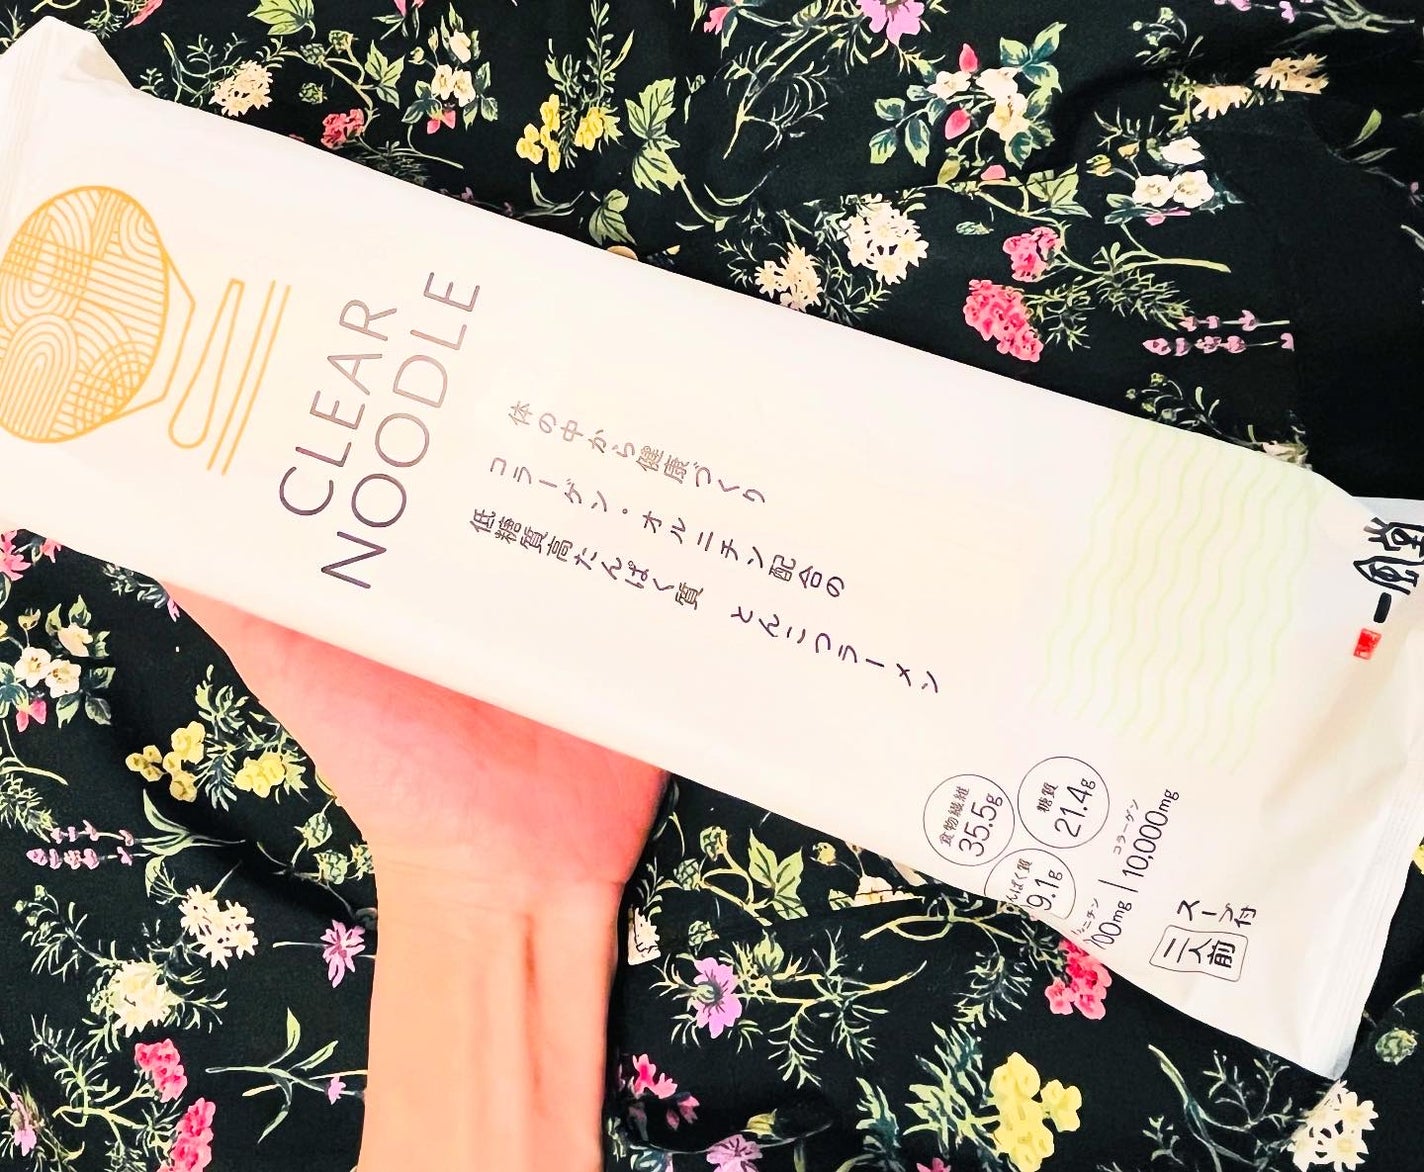 CLEAR
NOODLE
体の中から健康づくり
コラーゲン・オルニチン配合の
低糖質高たんぱく質 とんこつラーメン
一風堂
食物繊維
35.5g
糖質
21.4g
コラーゲン
10,000mg
スープ付
二人前